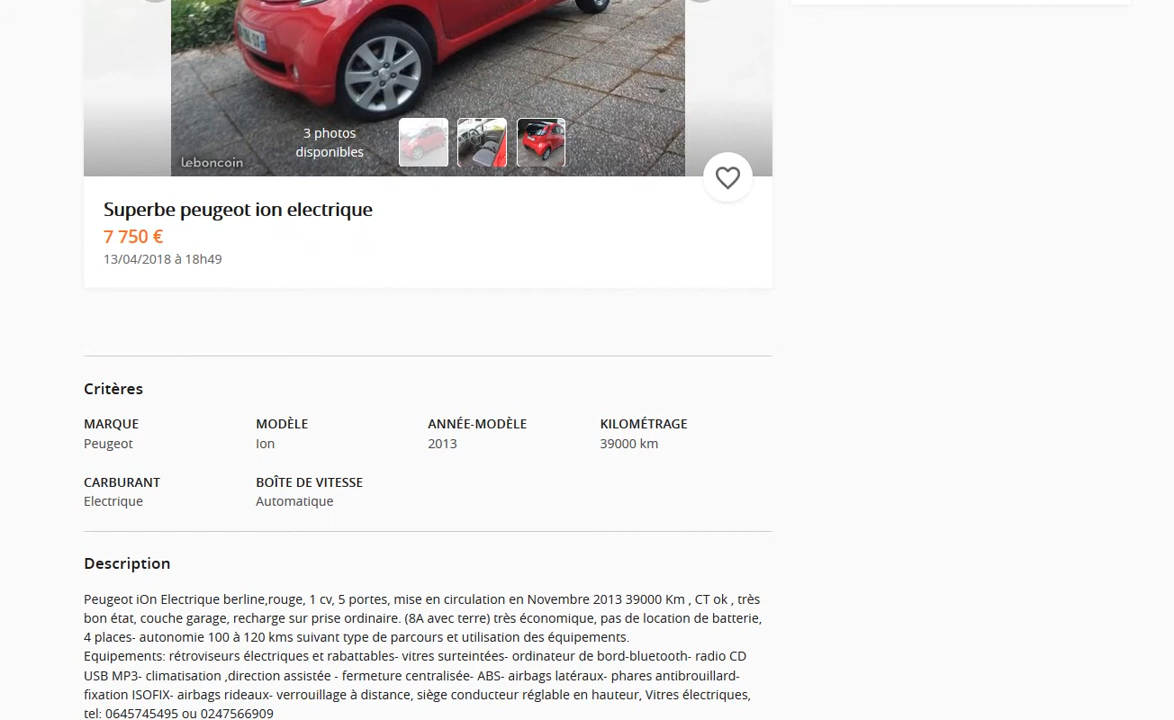 3 photos
disponibles
leboncoin
Superbe peugeot ion electrique
7 750 €
13/04/2018 à 18h49
Critères
MARQUE MODÈLE ANNÉE-MODÈLE KILOMÉTRAGE
Peugeot Ion 2013 39000 km
CARBURANT BOÎTE DE VITESSE
Electrique Automatique
Description
Peugeot iOn Electrique berline,rouge, 1 cv, 5 portes, mise en circulation en Novembre 2013 39000 Km , CT ok , très
bon état, couche garage, recharge sur prise ordinaire. (8A avec terre) très économique, pas de location de batterie,
4 places- autonomie 100 à 120 kms suivant type de parcours et utilisation des équipements.
Equipements: rétroviseurs électriques et rabattables- vitres surteintées- ordinateur de bord-bluetooth- radio CD
USB MP3- climatisation ,direction assistée - fermeture centralisée- ABS- airbags latéraux- phares antibrouillard-
fixation ISOFIX- airbags rideaux- verrouillage à distance, siège conducteur réglable en hauteur, Vitres électriques,
tel: 0645745495 ou 0247566909